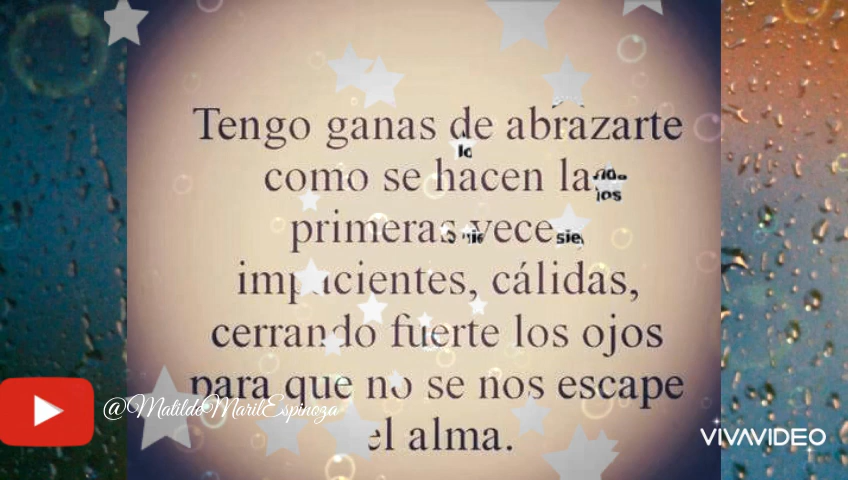 Tengo ganas de abrazarte
como se hacen las
primeras veces
impacientes, cálidas,
cerrando fuerte los ojos
para que no se nos escape
el alma.
@MatildeMarilEspinoza
VIVAVIDEO